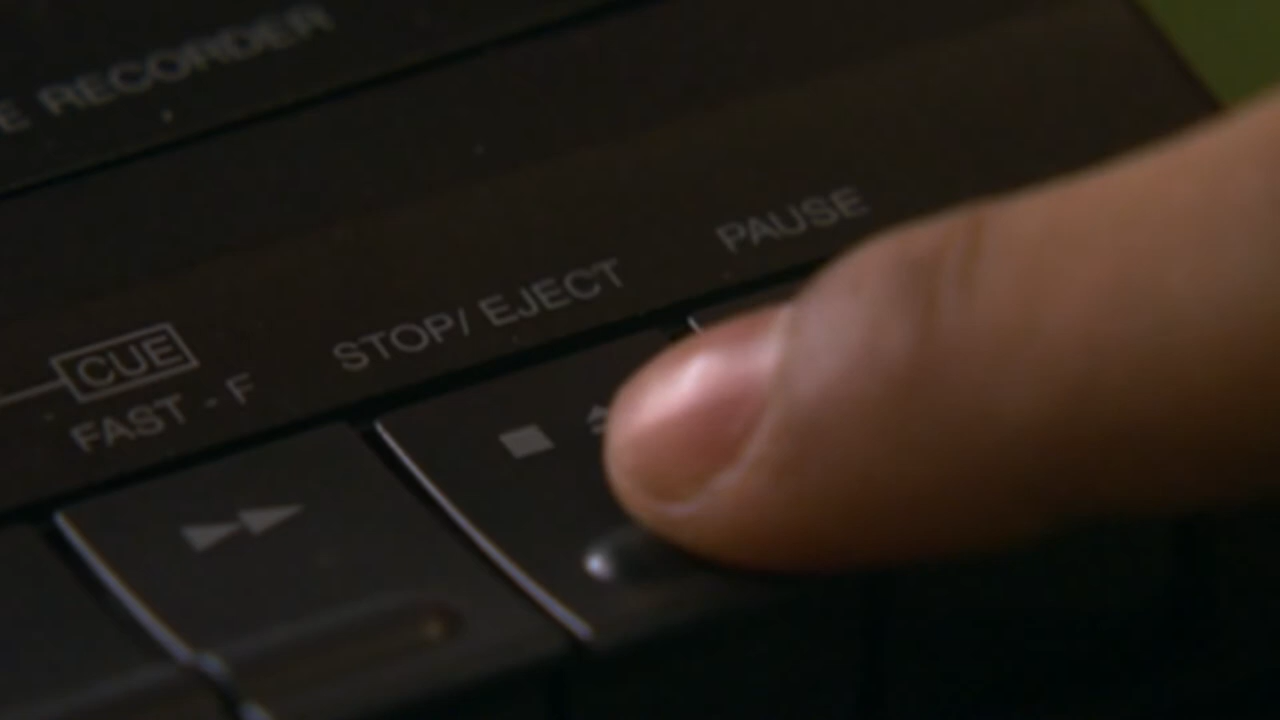 E RECORDER
PAUSE
STOP/ EJECT
CUE
FAST - F